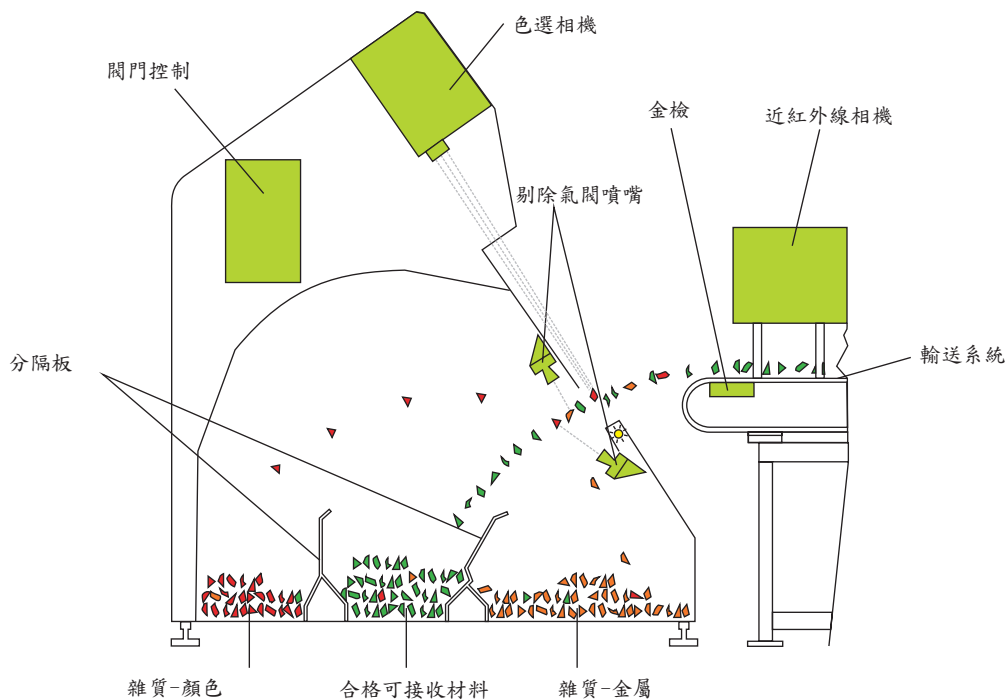 色選相機
閥門控制
金檢
近紅外線相機
剔除氣閥噴嘴
分隔板
輸送系統
雜質-顏色
合格可接收材料
雜質-金屬